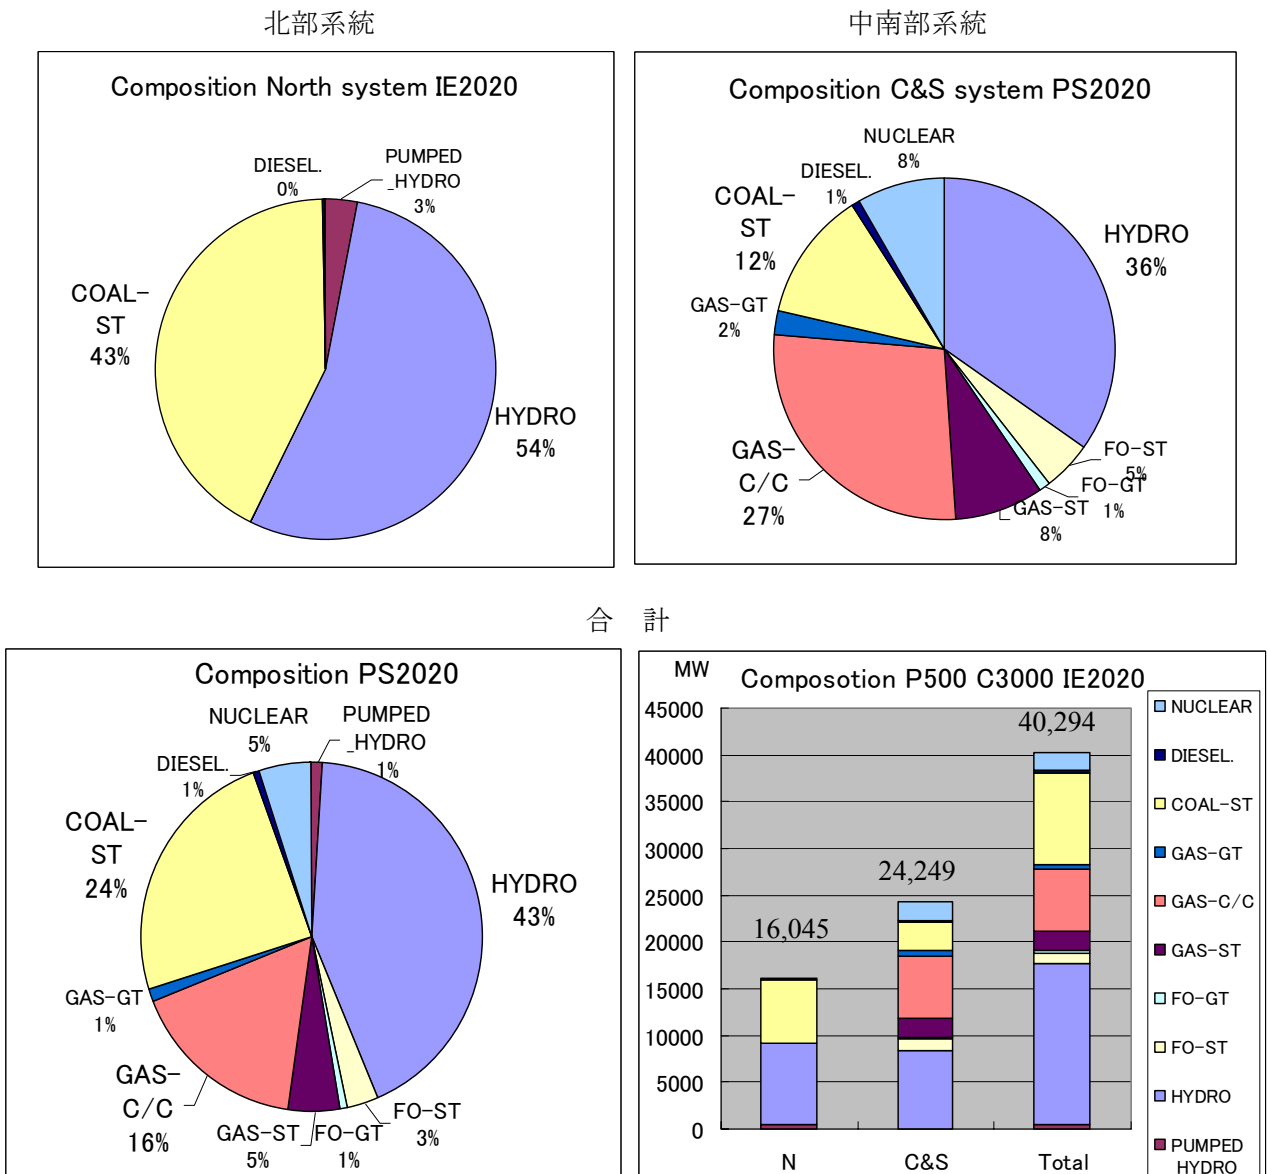 北部系統
中南部系統
Composition North system IE2020
DIESEL.
0%
PUMPED
_HYDRO
3%
COAL-
ST
43%
HYDRO
54%
Composition C&S system PS2020
NUCLEAR
8%
DIESEL.
1%
COAL-
ST
12%
HYDRO
36%
GAS-GT
2%
GAS-
C/C
27%
FO-ST
5%
FO-GT
1%
GAS-ST
8%
合 計
Composition PS2020
NUCLEAR
5%
PUMPED
_HYDRO
1%
DIESEL.
1%
COAL-
ST
24%
HYDRO
43%
GAS-GT
1%
GAS-
C/C
16%
GAS-ST
5%
FO-GT
1%
FO-ST
3%
MW
Composotion P500 C3000 IE2020
45000
40000
35000
30000
25000
20000
15000
10000
5000
0
16,045
24,249
40,294
N
C&S
Total
NUCLEAR
DIESEL.
COAL-ST
GAS-GT
GAS-C/C
GAS-ST
FO-GT
FO-ST
HYDRO
PUMPED
HYDRO